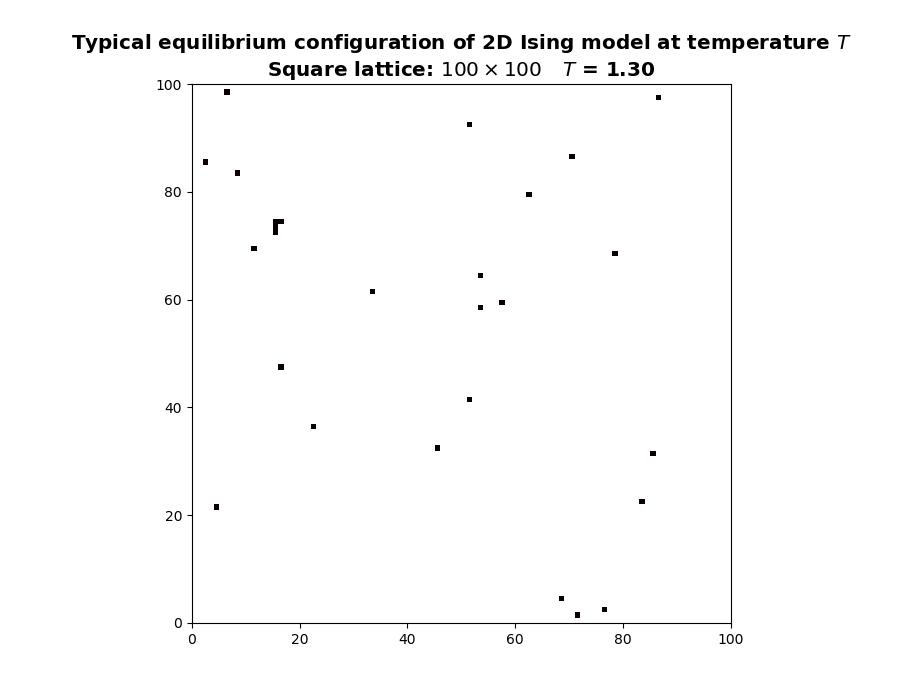 Typical equilibrium configuration of 2D Ising model at temperature T
Square lattice: 100 × 100 T = 1.30
100
80
60
40
20
0
0 20 40 60 80 100